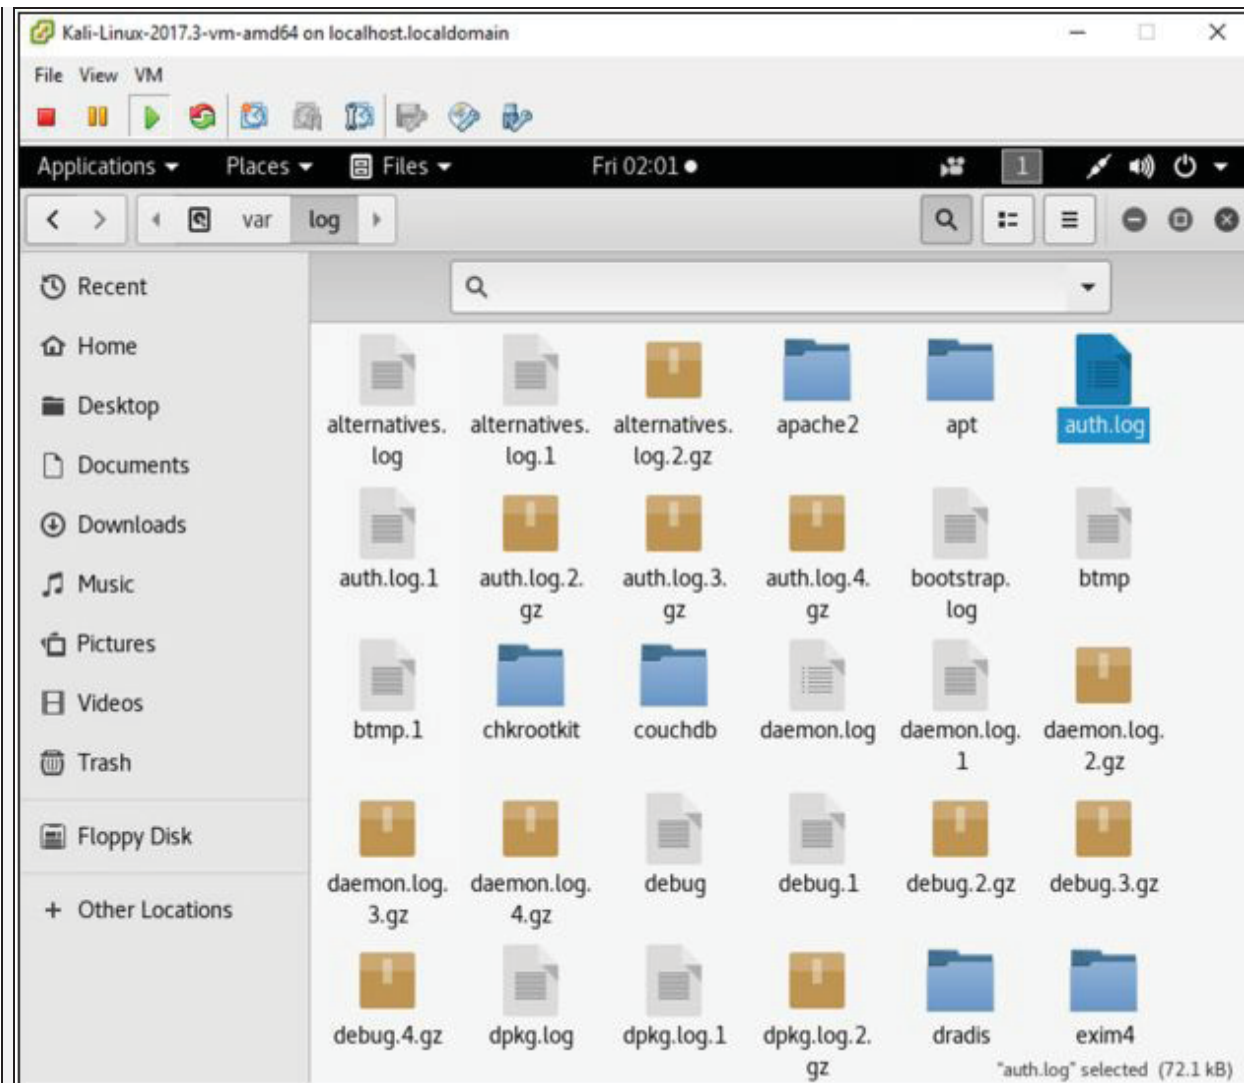 Kali-Linux-2017.3-vm-amd64 on localhost.localdomain
File View VM
Applications Places Files Fri 02:01 1
var log
Recent
Home
Desktop
Documents
Downloads
Music
Pictures
Videos
Trash
Floppy Disk
+ Other Locations
alternatives. alternatives. alternatives. apache2 apt auth.log
log log.1 log.2.gz
auth.log.1 auth.log.2. auth.log.3. auth.log.4. bootstrap. btmp
gz gz gz log
btmp.1 chkrootkit couchdb daemon.log daemon.log. daemon.log.
1 2.gz
daemon.log. daemon.log. debug debug.1 debug.2.gz debug.3.gz
3.gz 4.gz
debug.4.gz dpkg.log dpkg.log.1 dpkg.log.2. dradis exim4
gz "auth.log" selected (72.1 kB)